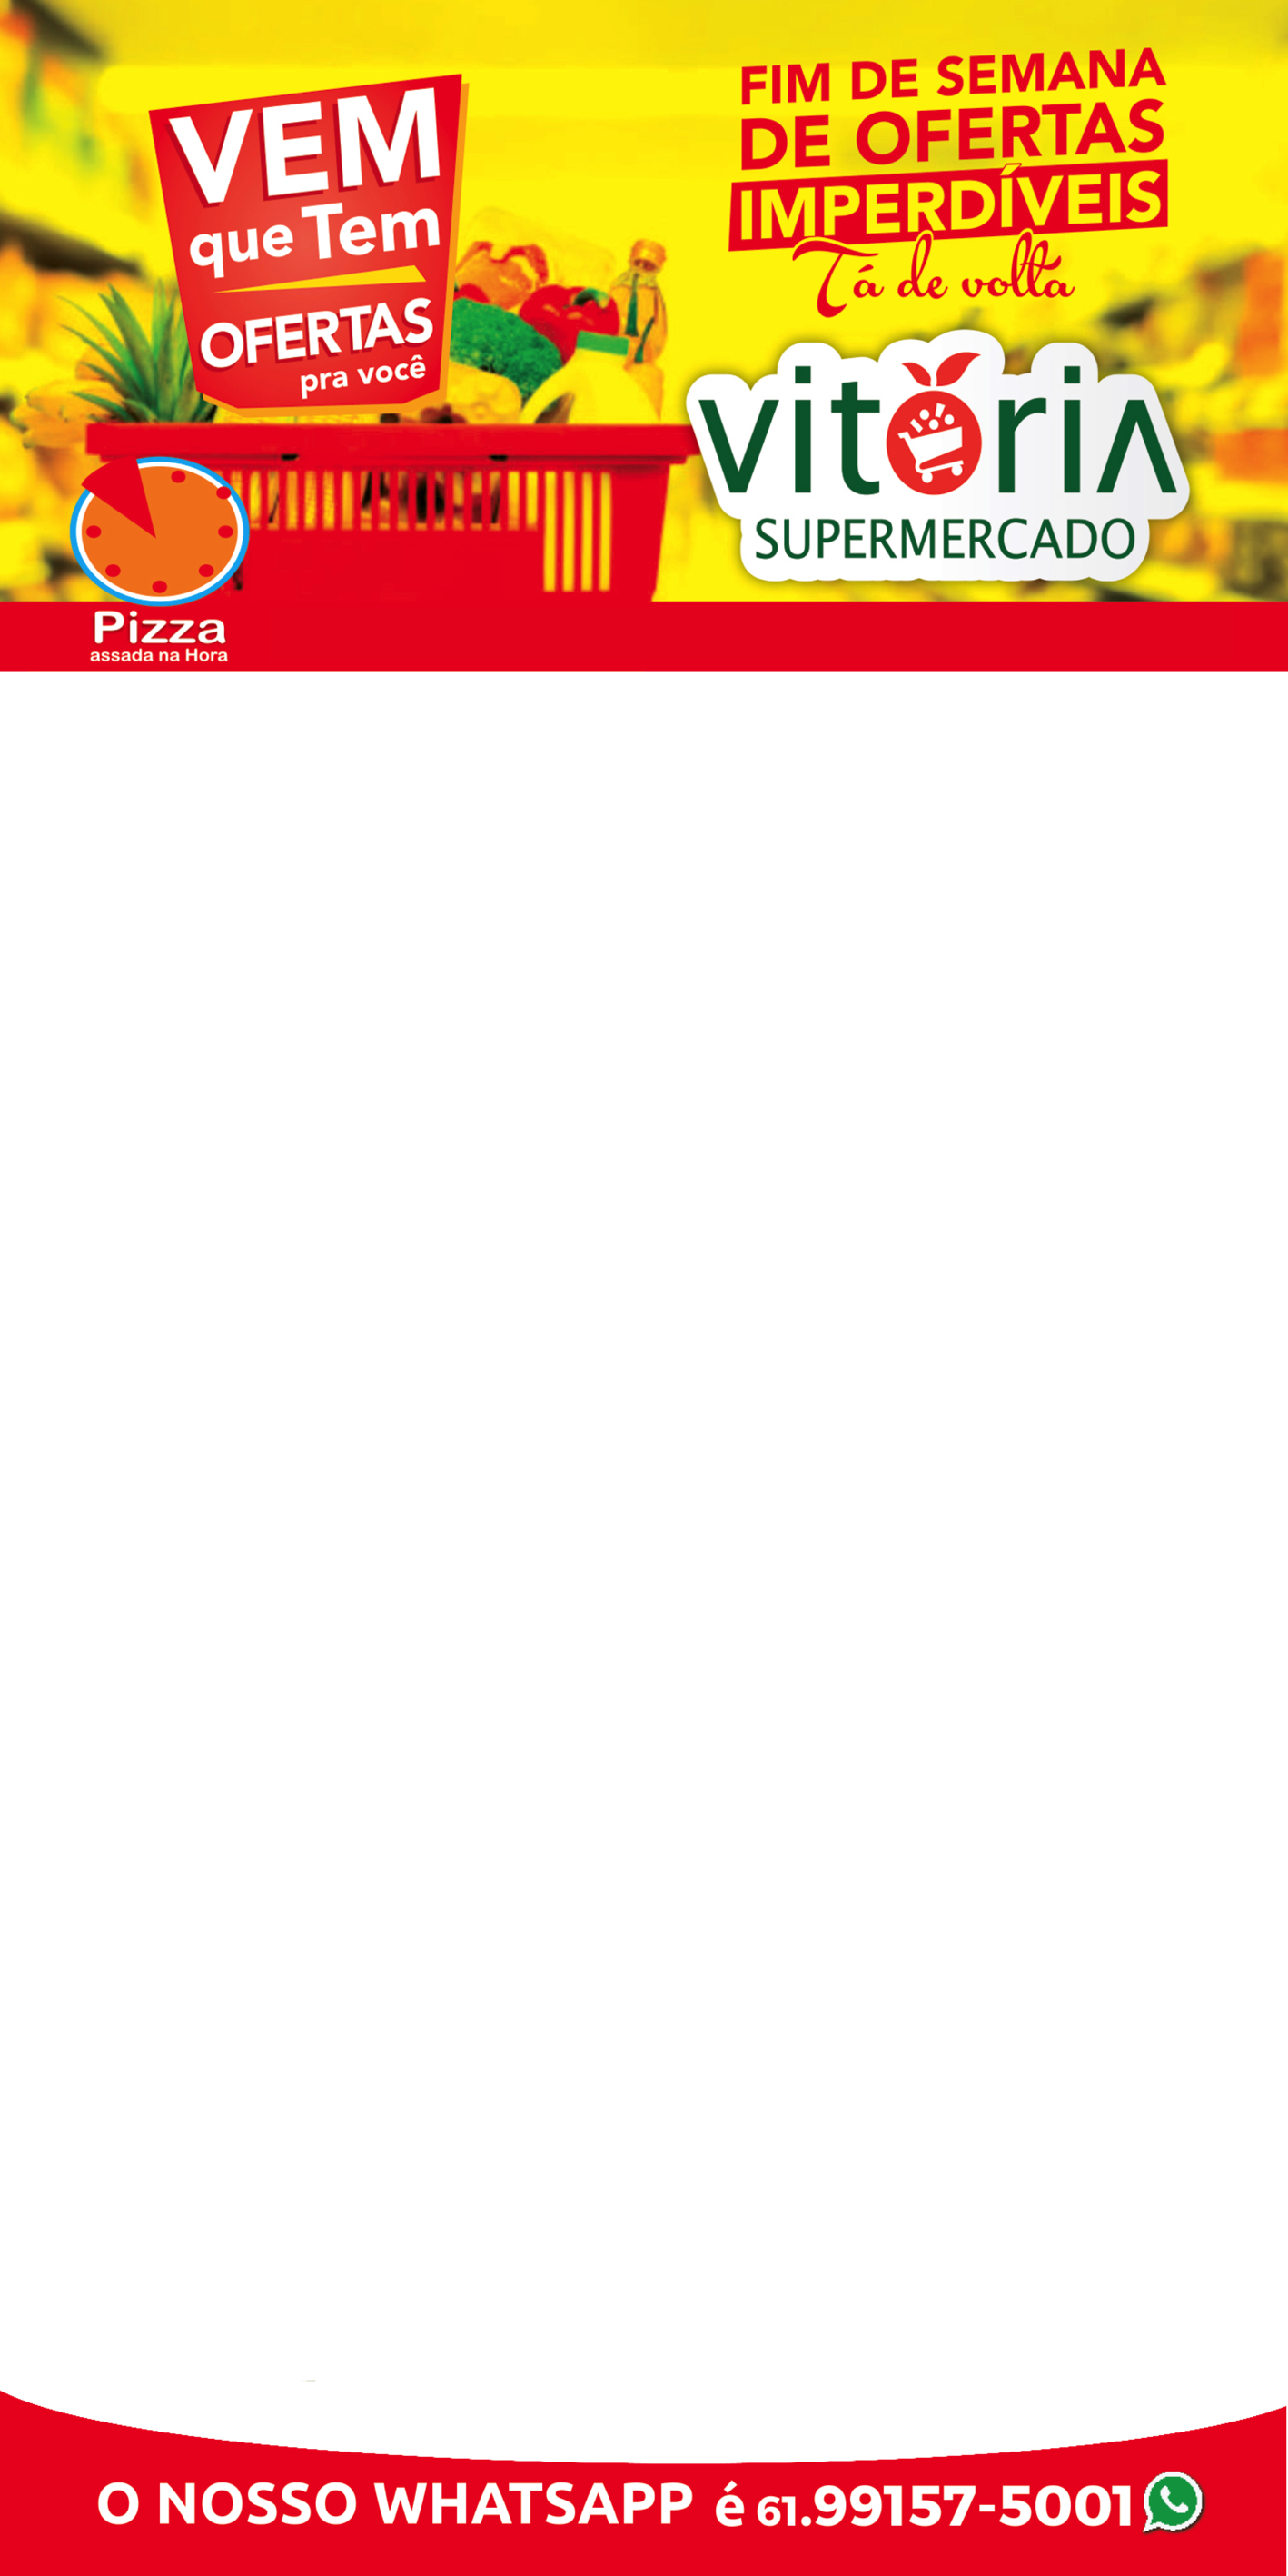 VEM
que Tem
OFERTAS
pra você
FIM DE SEMANA
DE OFERTAS
IMPERDÍVEIS
Tá de volta
vitóriA
SUPERMERCADO
Pizza
assada na Hora
O NOSSO WHATSAPP é 61.99157-5001